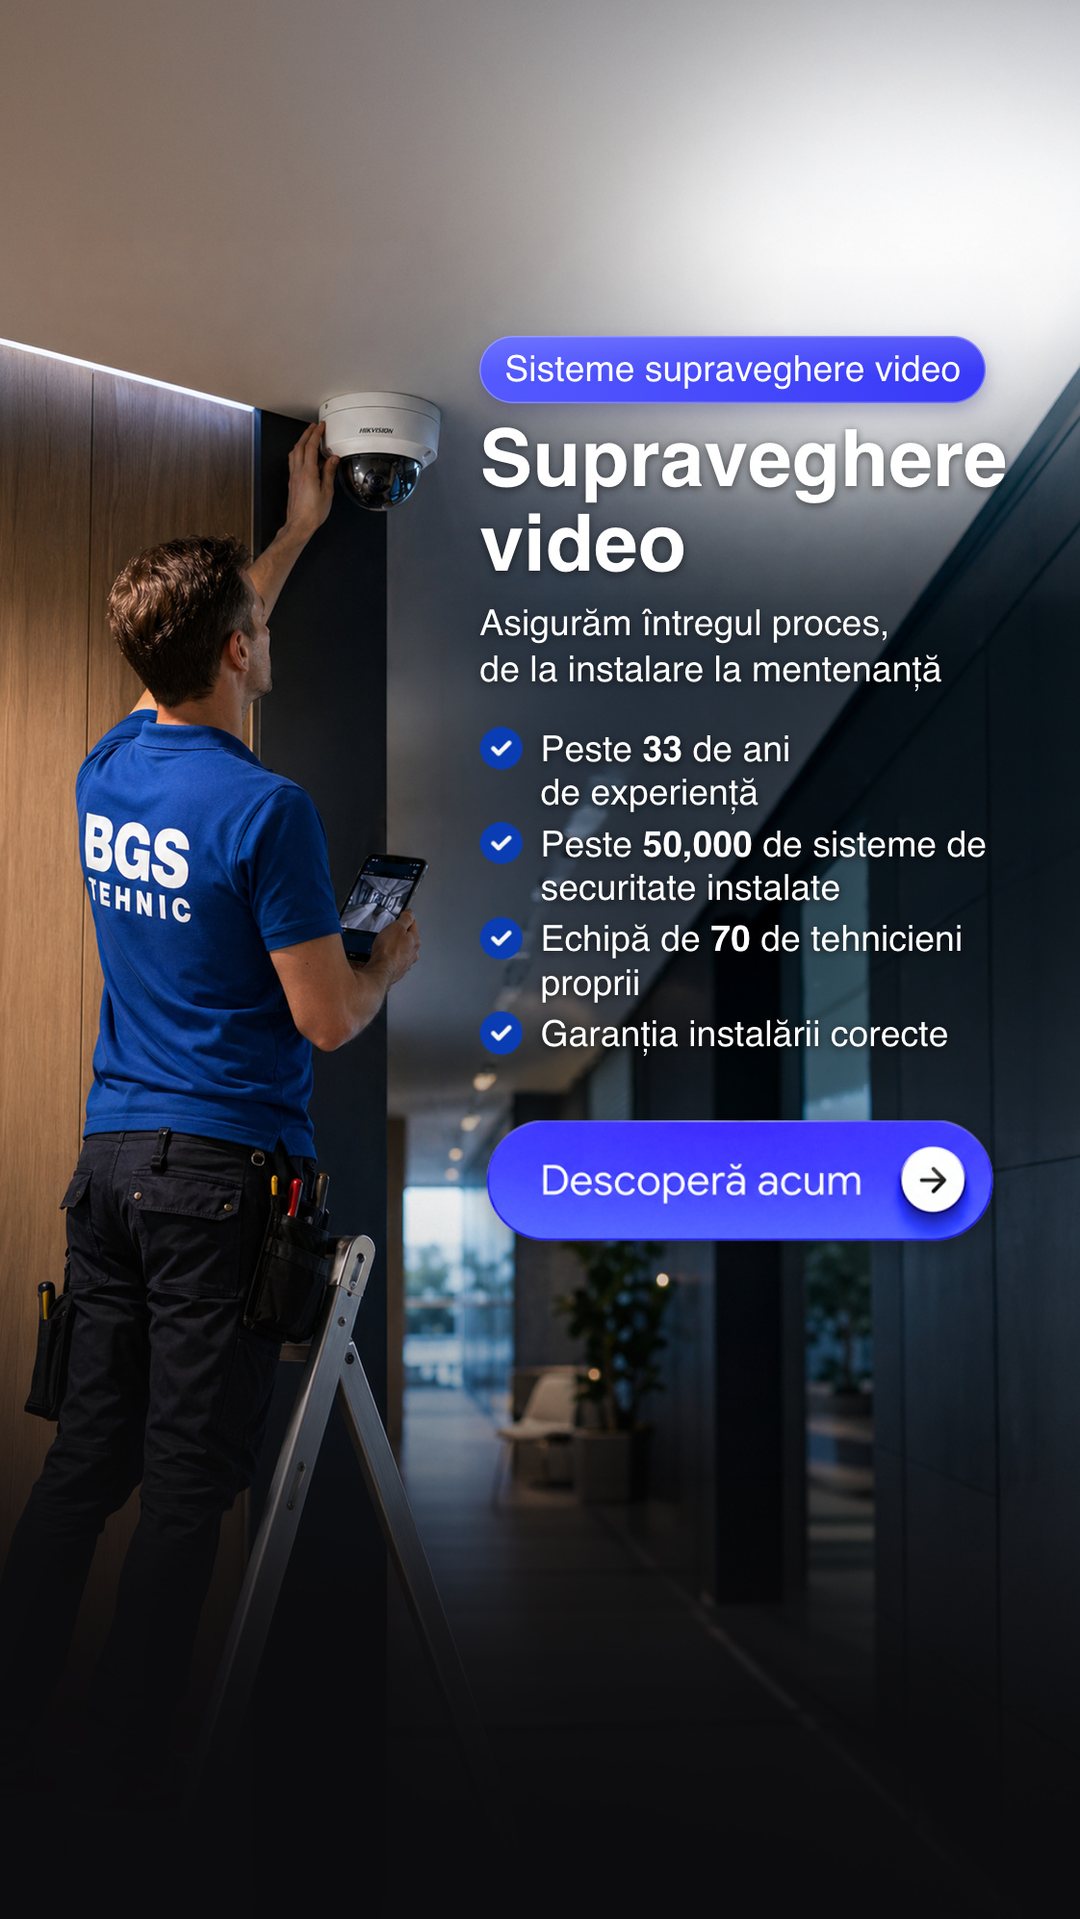 Sisteme supraveghere video
HIKVISION
Supraveghere
video
Asigurăm întregul proces,
de la instalare la mentenanță
Peste 33 de ani
de experiență
Peste 50,000 de sisteme de
securitate instalate
Echipă de 70 de tehnicieni
proprii
Garanția instalării corecte
BGS
TEHNIC
Descoperă acum